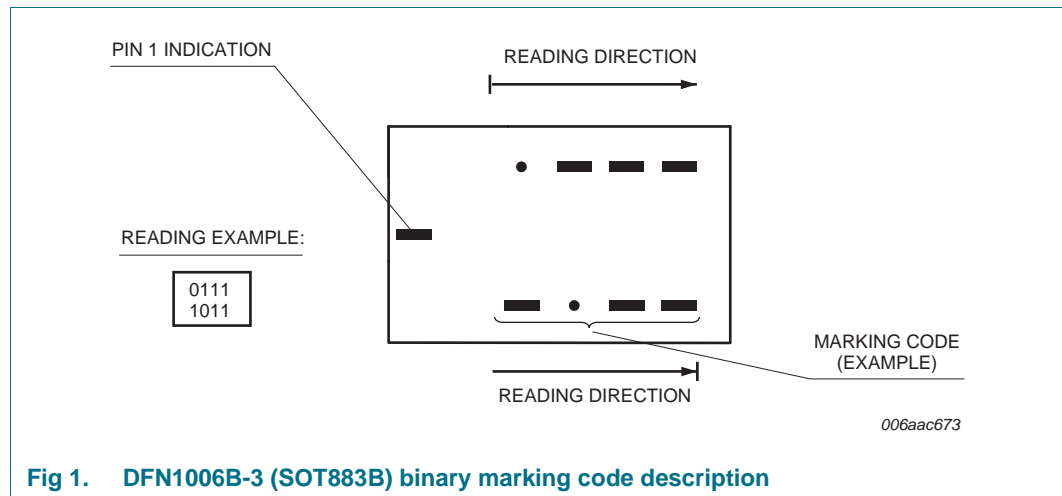 PIN 1 INDICATION
READING DIRECTION
READING EXAMPLE:
0111
1011
MARKING CODE
(EXAMPLE)
READING DIRECTION
006aac673
Fig 1. DFN1006B-3 (SOT883B) binary marking code description